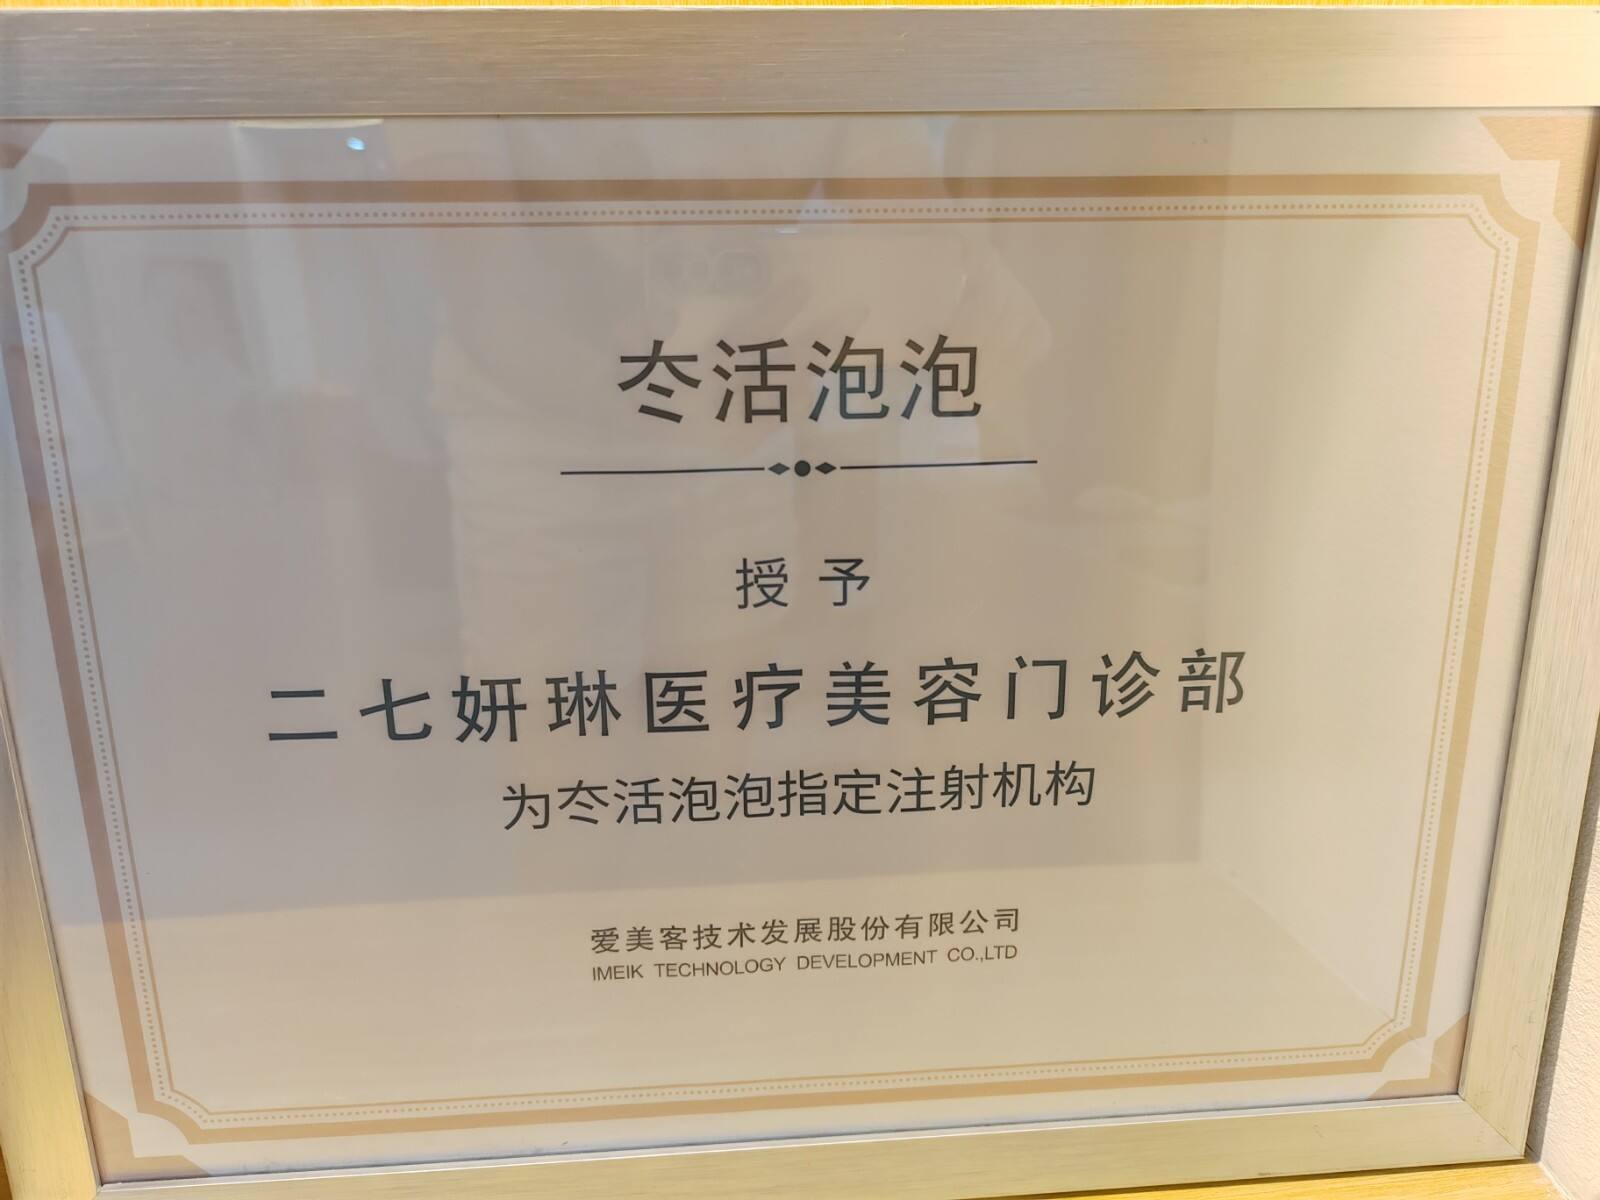 冭活泡泡
授予
二七妍琳医疗美容门诊部
为冭活泡泡指定注射机构
爱美客技术发展股份有限公司
IMEIK TECHNOLOGY DEVELOPMENT CO.,LTD